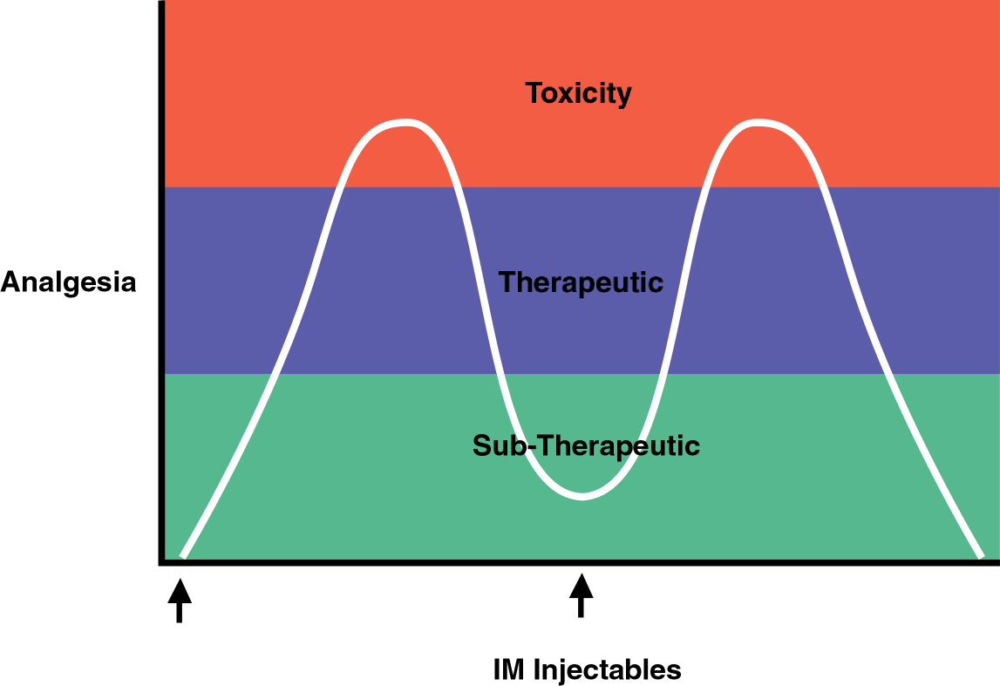 Toxicity
Analgesia
Therapeutic
Sub-Therapeutic
IM Injectables